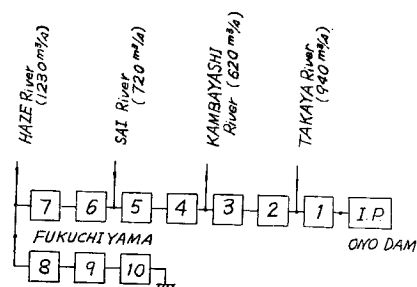 HAZE River
(1230 m³/s)
SAI River
(720 m³/s)
KAMBAYASHI
River (620 m³/s)
TAKAYA River
(940 m³/s)
7 6 5 4 3 2 1 I.P.
FUKUCHIYAMA
ONO DAM
8 9 10